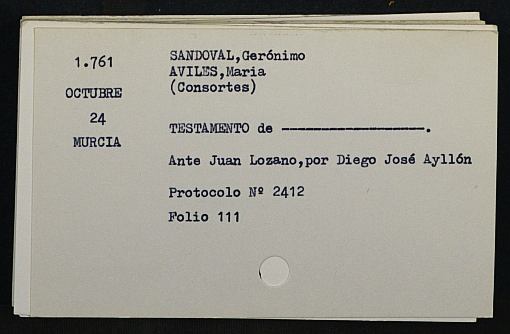 1.761
OCTUBRE
24
MURCIA
SANDOVAL,Gerónimo
AVILES,Maria
(Consortes)
TESTAMENTO de --------------------.
Ante Juan Lozano,por Diego José Ayllón
Protocolo Nº 2412
Folio 111